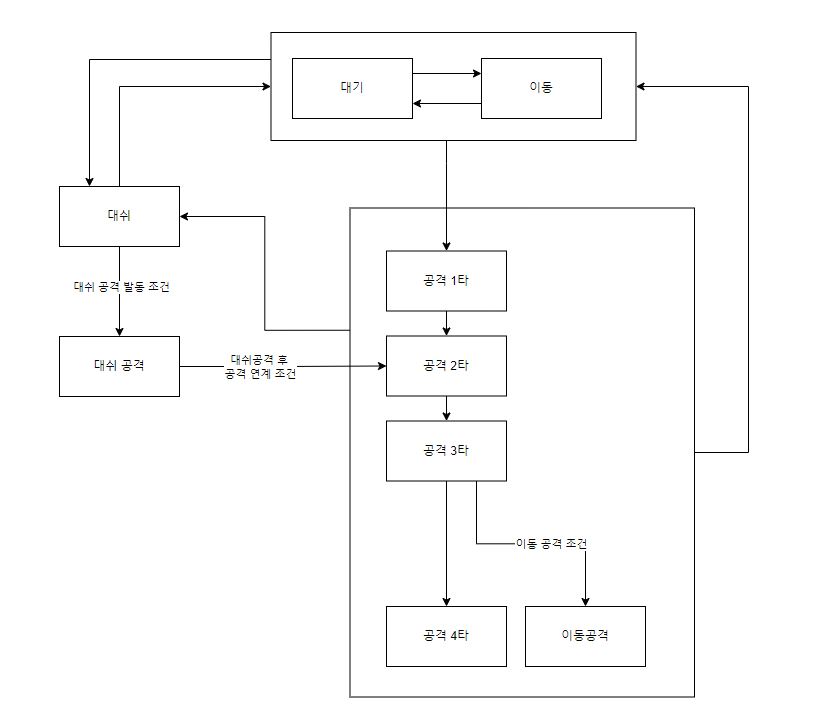 대기
이동
대쉬
대쉬 공격 발동 조건
공격 1타
대쉬 공격
대쉬공격 후
공격 연계 조건
공격 2타
공격 3타
이동 공격 조건
공격 4타
이동공격